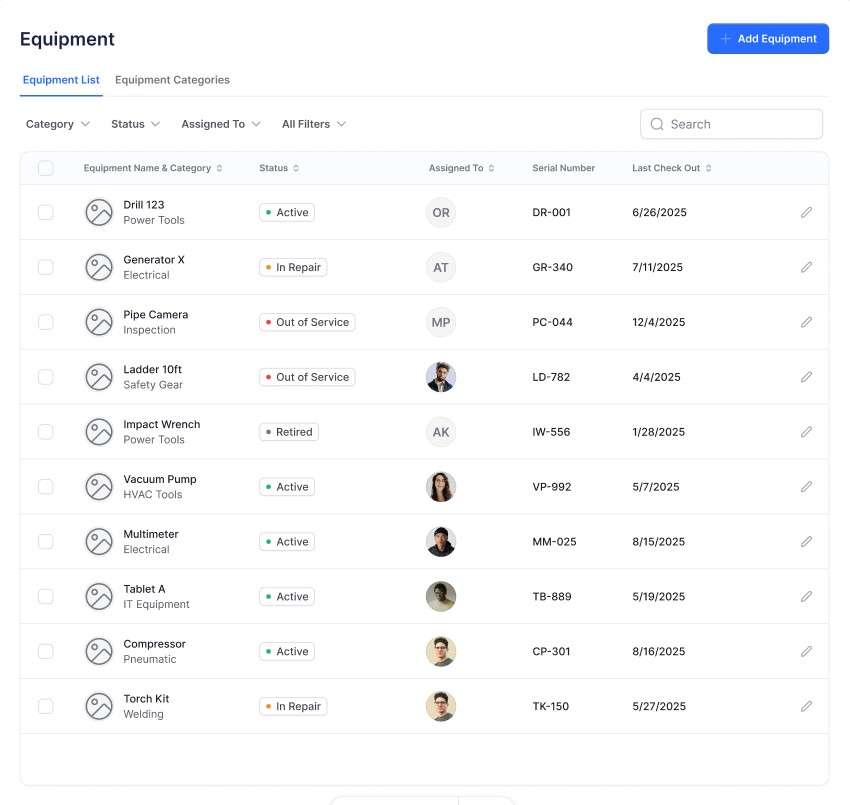 Equipment
Add Equipment
Equipment List Equipment Categories
Category Status Assigned To All Filters Search
Equipment Name & Category Status Assigned To Serial Number Last Check Out
Drill 123
Power Tools
Active OR DR-001 6/26/2025
Generator X
Electrical
In Repair AT GR-340 7/11/2025
Pipe Camera
Inspection
Out of Service MP PC-044 12/4/2025
Ladder 10ft
Safety Gear
Out of Service LD-782 4/4/2025
Impact Wrench
Power Tools
Retired AK IW-556 1/28/2025
Vacuum Pump
HVAC Tools
Active VP-992 5/7/2025
Multimeter
Electrical
Active MM-025 8/15/2025
Tablet A
IT Equipment
Active TB-889 5/19/2025
Compressor
Pneumatic
Active CP-301 8/16/2025
Torch Kit
Welding
In Repair TK-150 5/27/2025